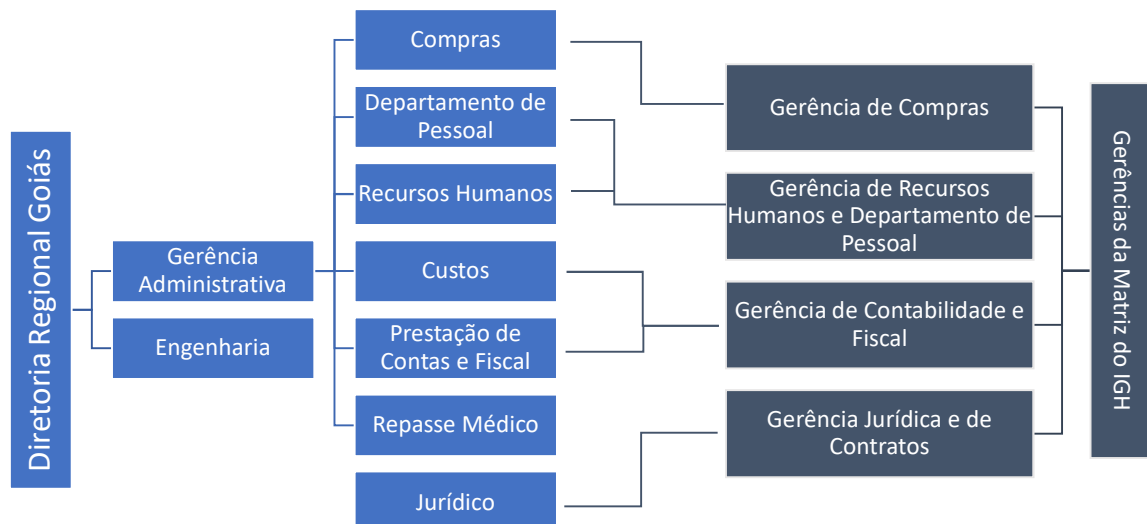 Diretoria Regional Goiás
Gerência
Administrativa
Engenharia
Compras
Departamento de
Pessoal
Recursos Humanos
Custos
Prestação de
Contas e Fiscal
Repasse Médico
Jurídico
Gerência de Compras
Gerência de Recursos
Humanos e Departamento de
Pessoal
Gerência de Contabilidade e
Fiscal
Gerência Jurídica e de
Contratos
Gerências da Matriz do IGH